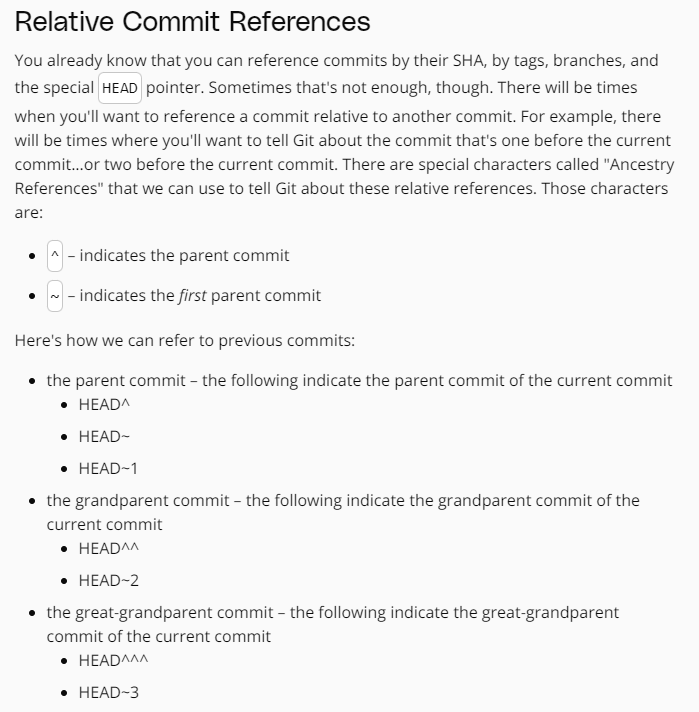 Relative Commit References
You already know that you can reference commits by their SHA, by tags, branches, and
the special HEAD pointer. Sometimes that's not enough, though. There will be times
when you'll want to reference a commit relative to another commit. For example, there
will be times where you'll want to tell Git about the commit that's one before the current
commit...or two before the current commit. There are special characters called "Ancestry
References" that we can use to tell Git about these relative references. Those characters
are:
• ^ – indicates the parent commit
• ~ – indicates the first parent commit
Here's how we can refer to previous commits:
• the parent commit – the following indicate the parent commit of the current commit
• HEAD^
• HEAD~
• HEAD~1
• the grandparent commit – the following indicate the grandparent commit of the
current commit
• HEAD^^
• HEAD~2
• the great-grandparent commit – the following indicate the great-grandparent
commit of the current commit
• HEAD^^^
• HEAD~3